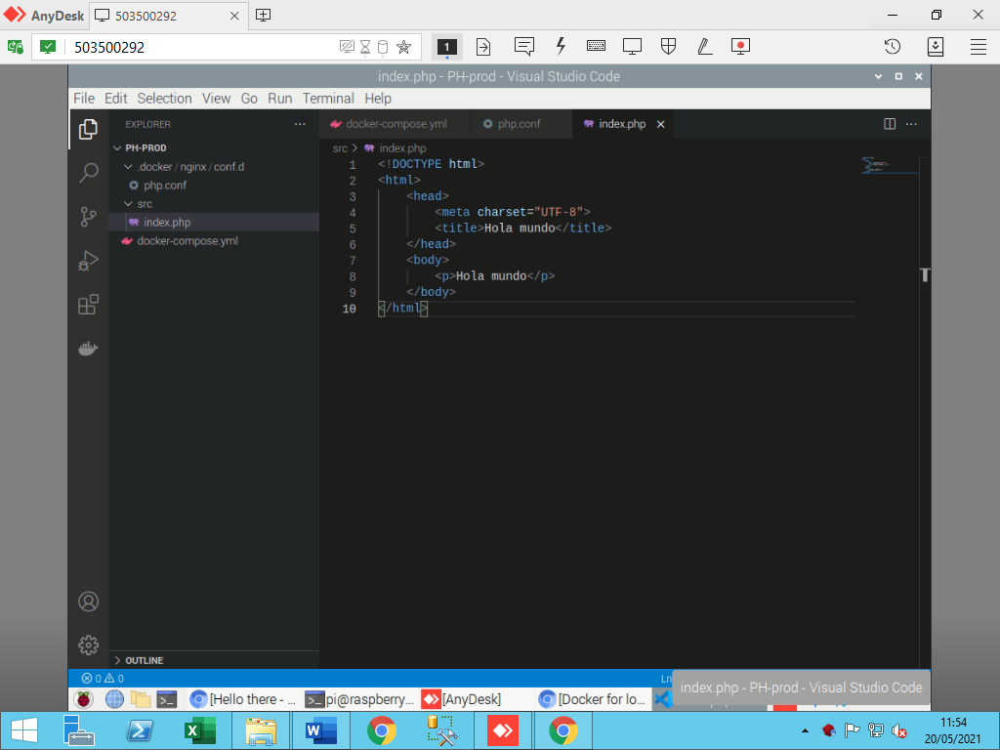 AnyDesk 503500292
503500292 1
index.php - PH-prod - Visual Studio Code
File Edit Selection View Go Run Terminal Help
EXPLORER
PH-PROD
.docker / nginx / conf.d
php.conf
src
index.php
docker-compose.yml
OUTLINE
docker-compose.yml php.conf index.php
src > index.php
1 <!DOCTYPE html>
2 <html>
3 <head>
4 <meta charset="UTF-8">
5 <title>Hola mundo</title>
6 </head>
7 <body>
8 <p>Hola mundo</p>
9 </body>
10 </html>
0 0 Ln
index.php - PH-prod - Visual Studio Code
[Hello there - ... pi@raspberry... [AnyDesk] [Docker for lo...
11:54
20/05/2021